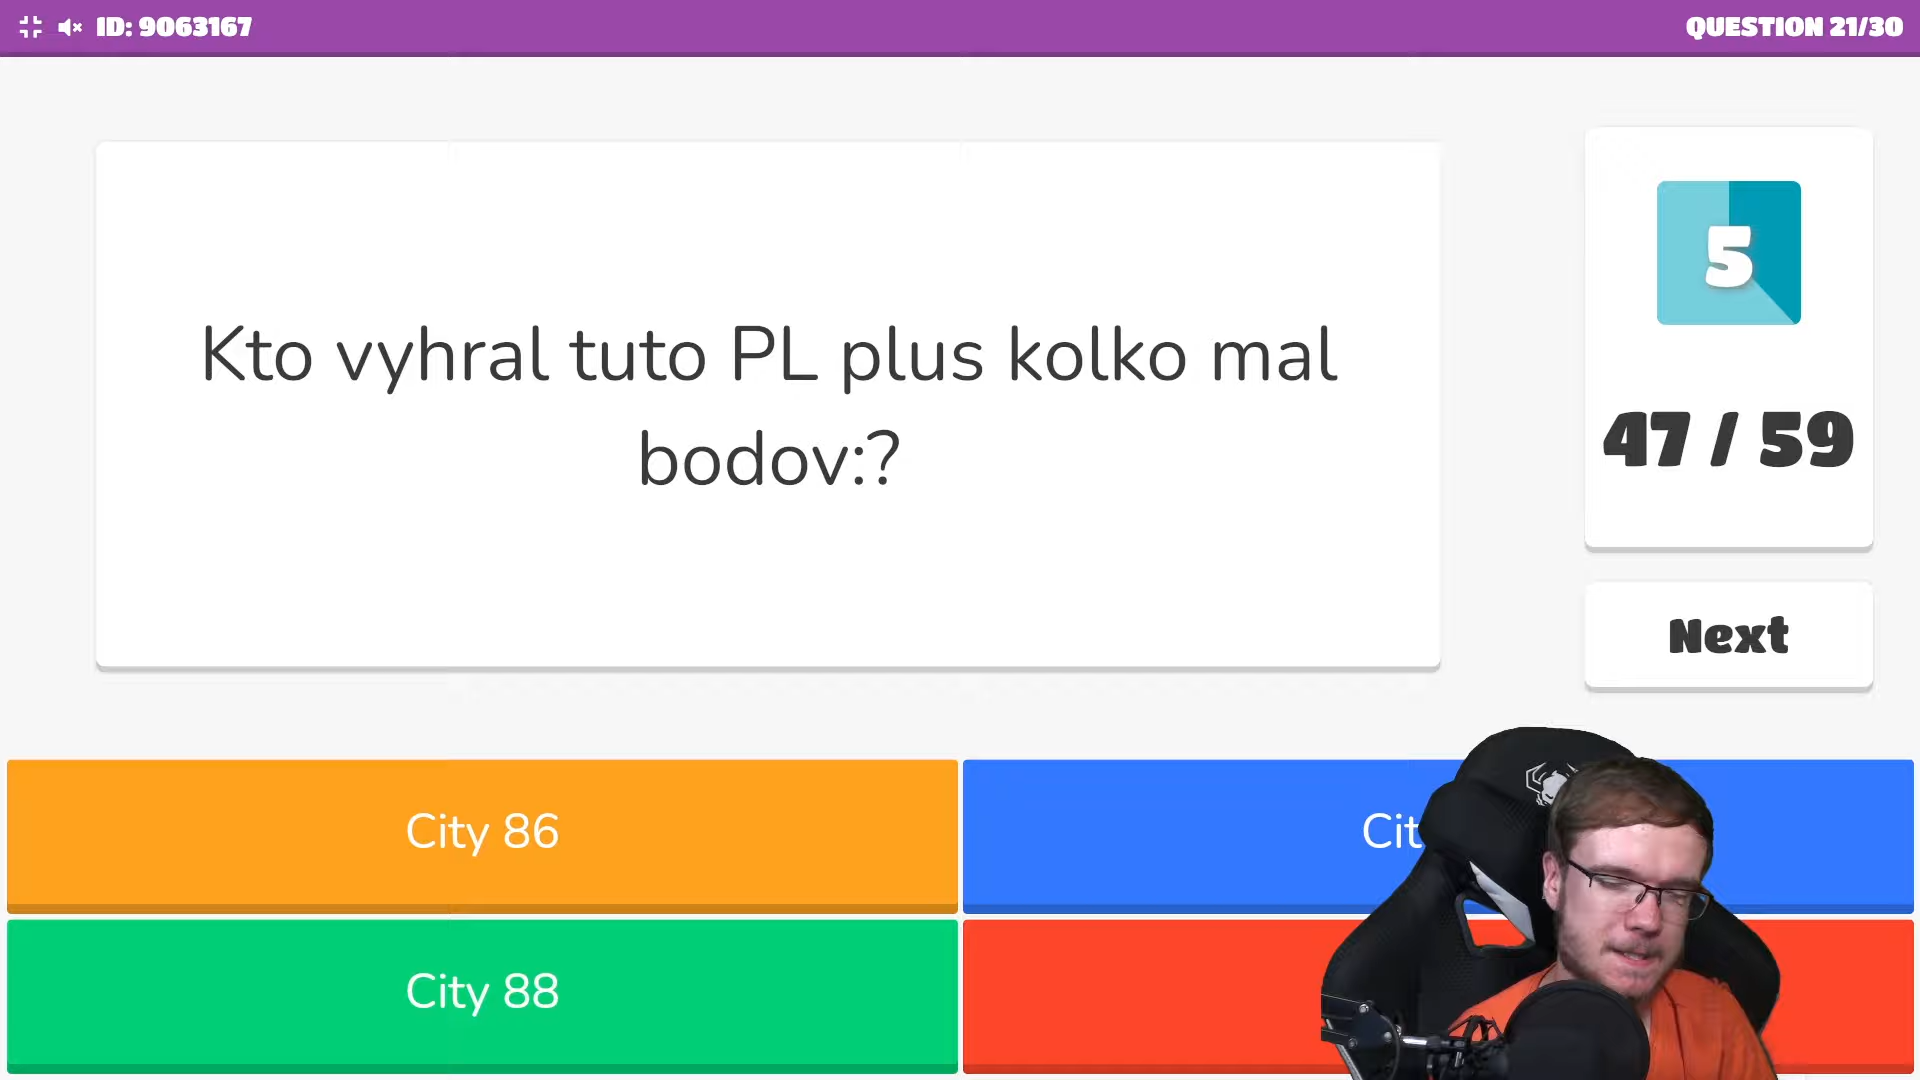 ID: 9063167
QUESTION 21/30
Kto vyhral tuto PL plus kolko mal
bodov:?
5
47 / 59
Next
City 86
City 88